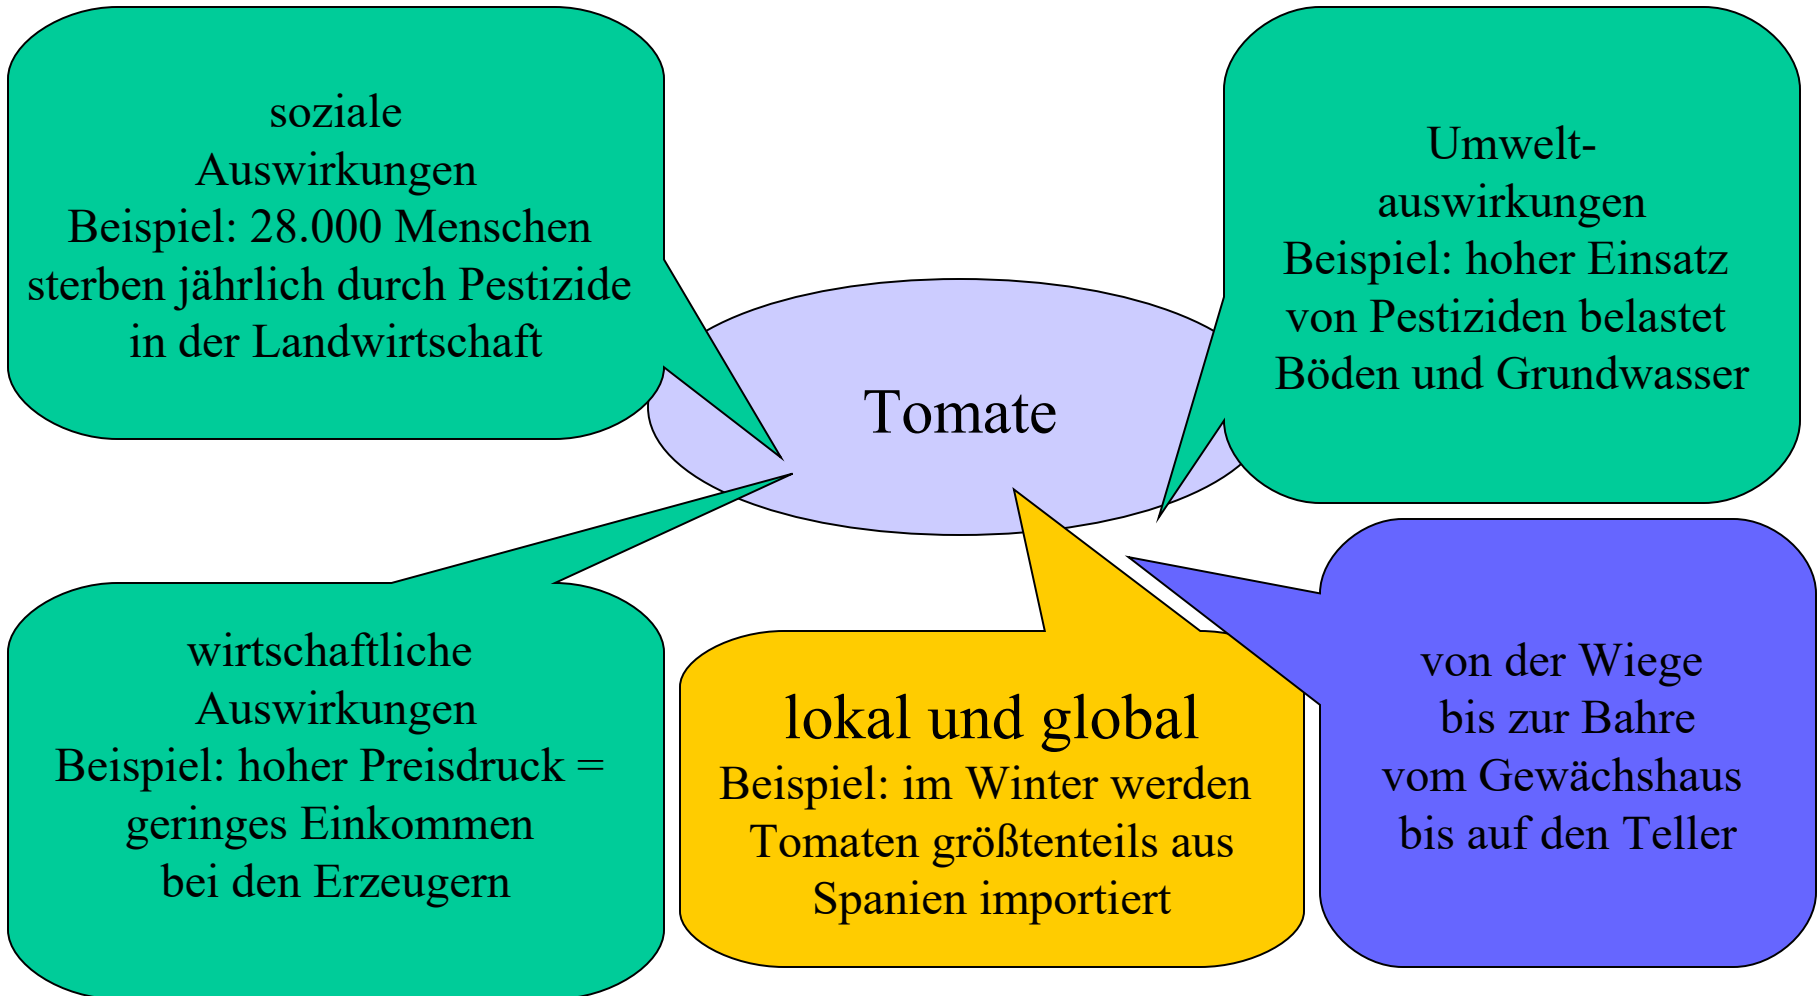 soziale
Auswirkungen
Beispiel: 28.000 Menschen
sterben jährlich durch Pestizide
in der Landwirtschaft
Umwelt-
auswirkungen
Beispiel: hoher Einsatz
von Pestiziden belastet
Böden und Grundwasser
Tomate
wirtschaftliche
Auswirkungen
Beispiel: hoher Preisdruck =
geringes Einkommen
bei den Erzeugern
lokal und global
Beispiel: im Winter werden
Tomaten größtenteils aus
Spanien importiert
von der Wiege
bis zur Bahre
vom Gewächshaus
bis auf den Teller